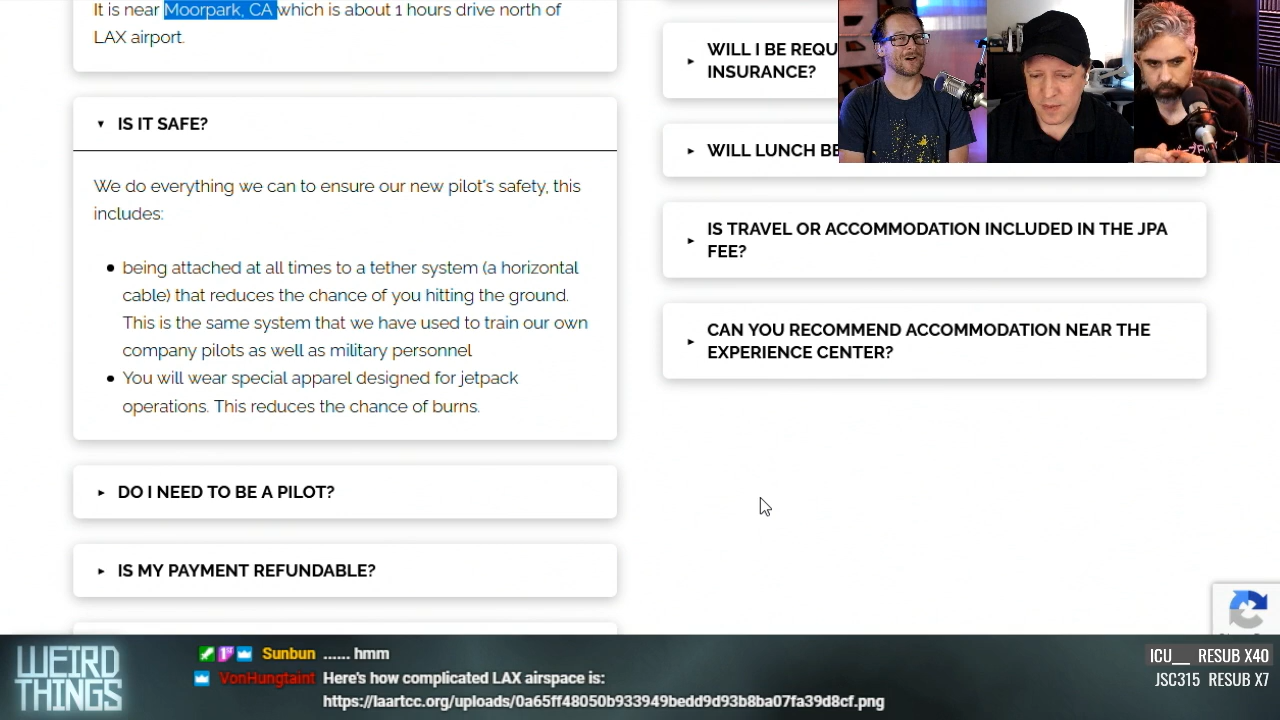 It is near Moorpark, CA which is about 1 hours drive north of
LAX airport.
IS IT SAFE?
We do everything we can to ensure our new pilot's safety, this
includes:
being attached at all times to a tether system (a horizontal
cable) that reduces the chance of you hitting the ground.
This is the same system that we have used to train our own
company pilots as well as military personnel
You will wear special apparel designed for jetpack
operations. This reduces the chance of burns.
DO I NEED TO BE A PILOT?
IS MY PAYMENT REFUNDABLE?
WILL I BE REQU
INSURANCE?
WILL LUNCH BE
IS TRAVEL OR ACCOMMODATION INCLUDED IN THE JPA
FEE?
CAN YOU RECOMMEND ACCOMMODATION NEAR THE
EXPERIENCE CENTER?
WEIRD
THINGS
Sunbun ...... hmm
VonHungtaint Here's how complicated LAX airspace is:
https://laartcc.org/uploads/0a65ff48050b933949bedd9d93b8ba07fa39d8cf.png
ICU__ RESUB X40
JSC315 RESUB X7